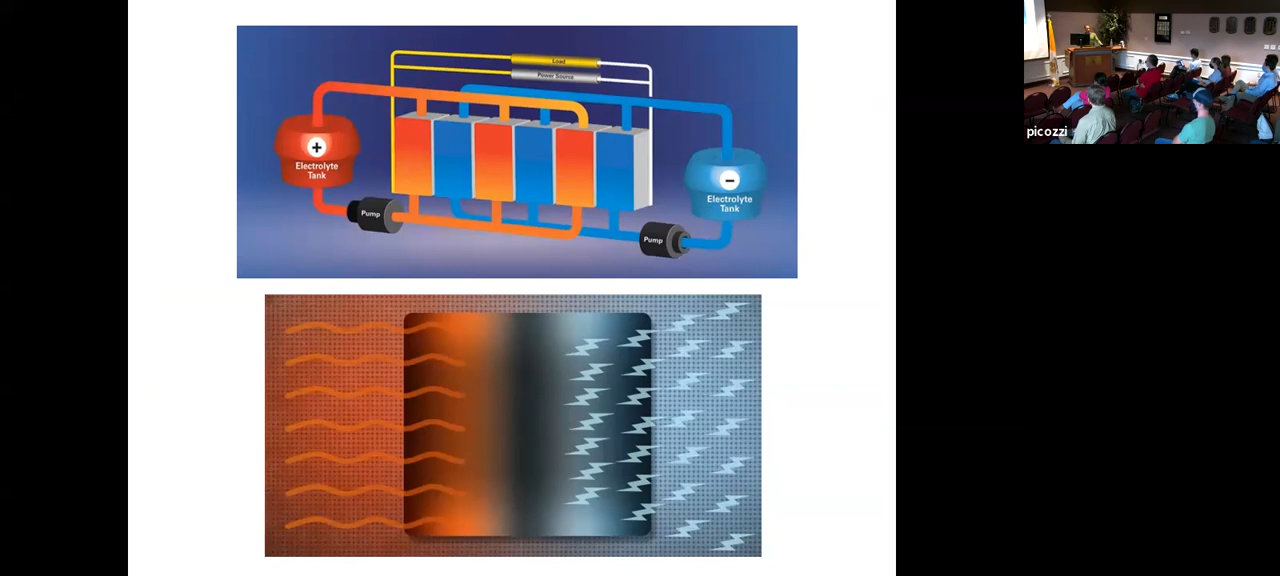 Load
Power Source
+
Electrolyte
Tank
Pump
−
Electrolyte
Tank
Pump
picozzi